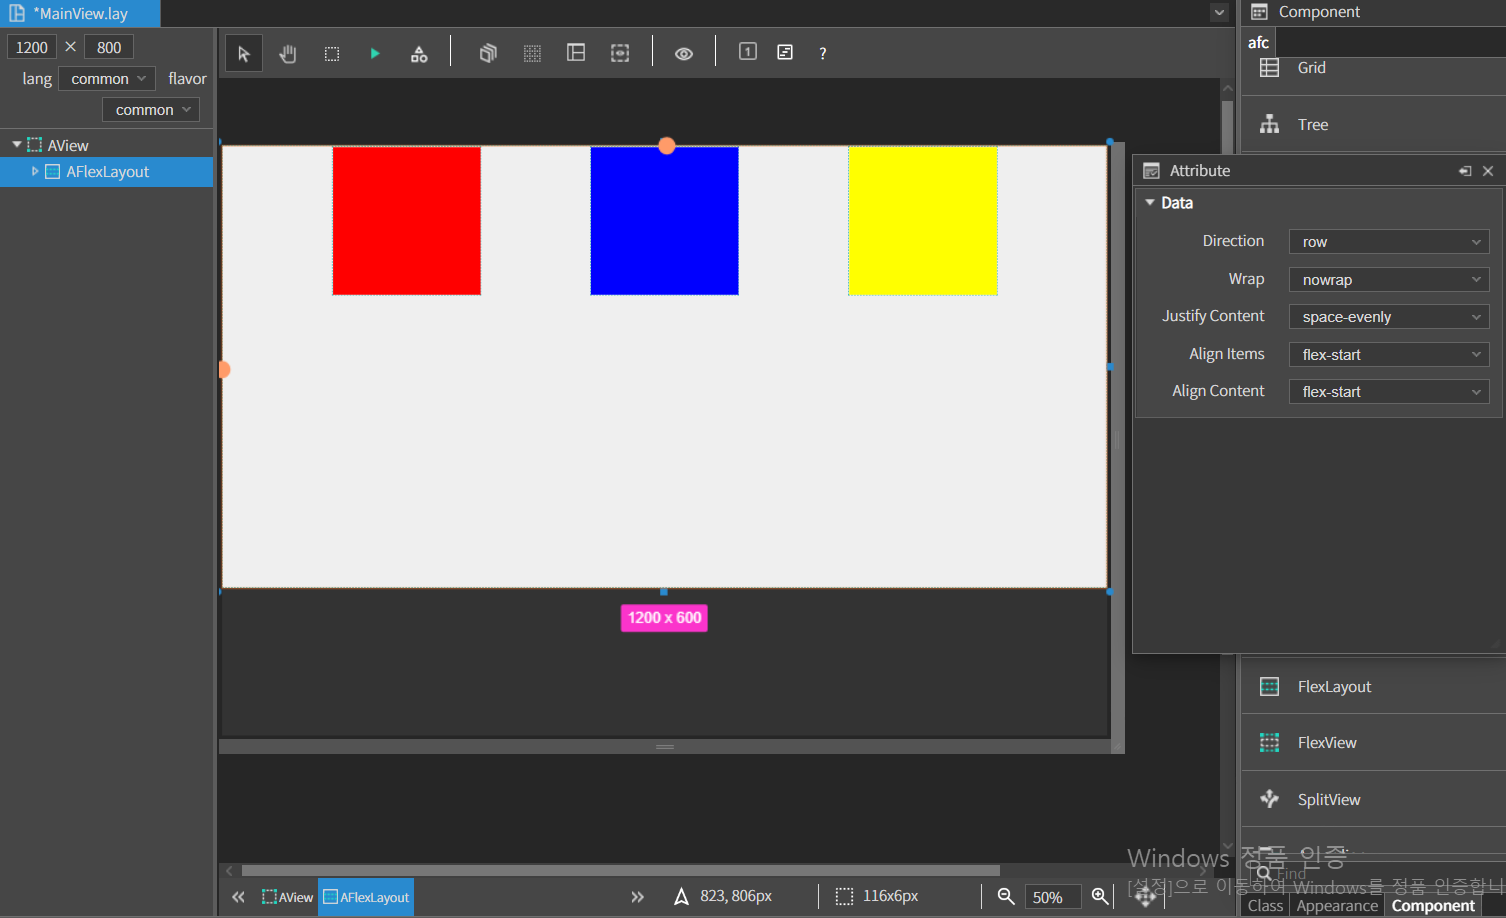 *MainView.lay
1200 × 800
lang common flavor
common
AView
AFlexLayout
1 ?
1200 x 600
AView AFlexLayout
823, 806px
116x6px
50%
Component
afc
Grid
Tree
Attribute
Data
Direction row
Wrap nowrap
Justify Content space-evenly
Align Items flex-start
Align Content flex-start
FlexLayout
FlexView
SplitView
Windows 정품 인증
Find
[설정]으로 이동하여 Windows를 정품 인증합니
Class Appearance Component